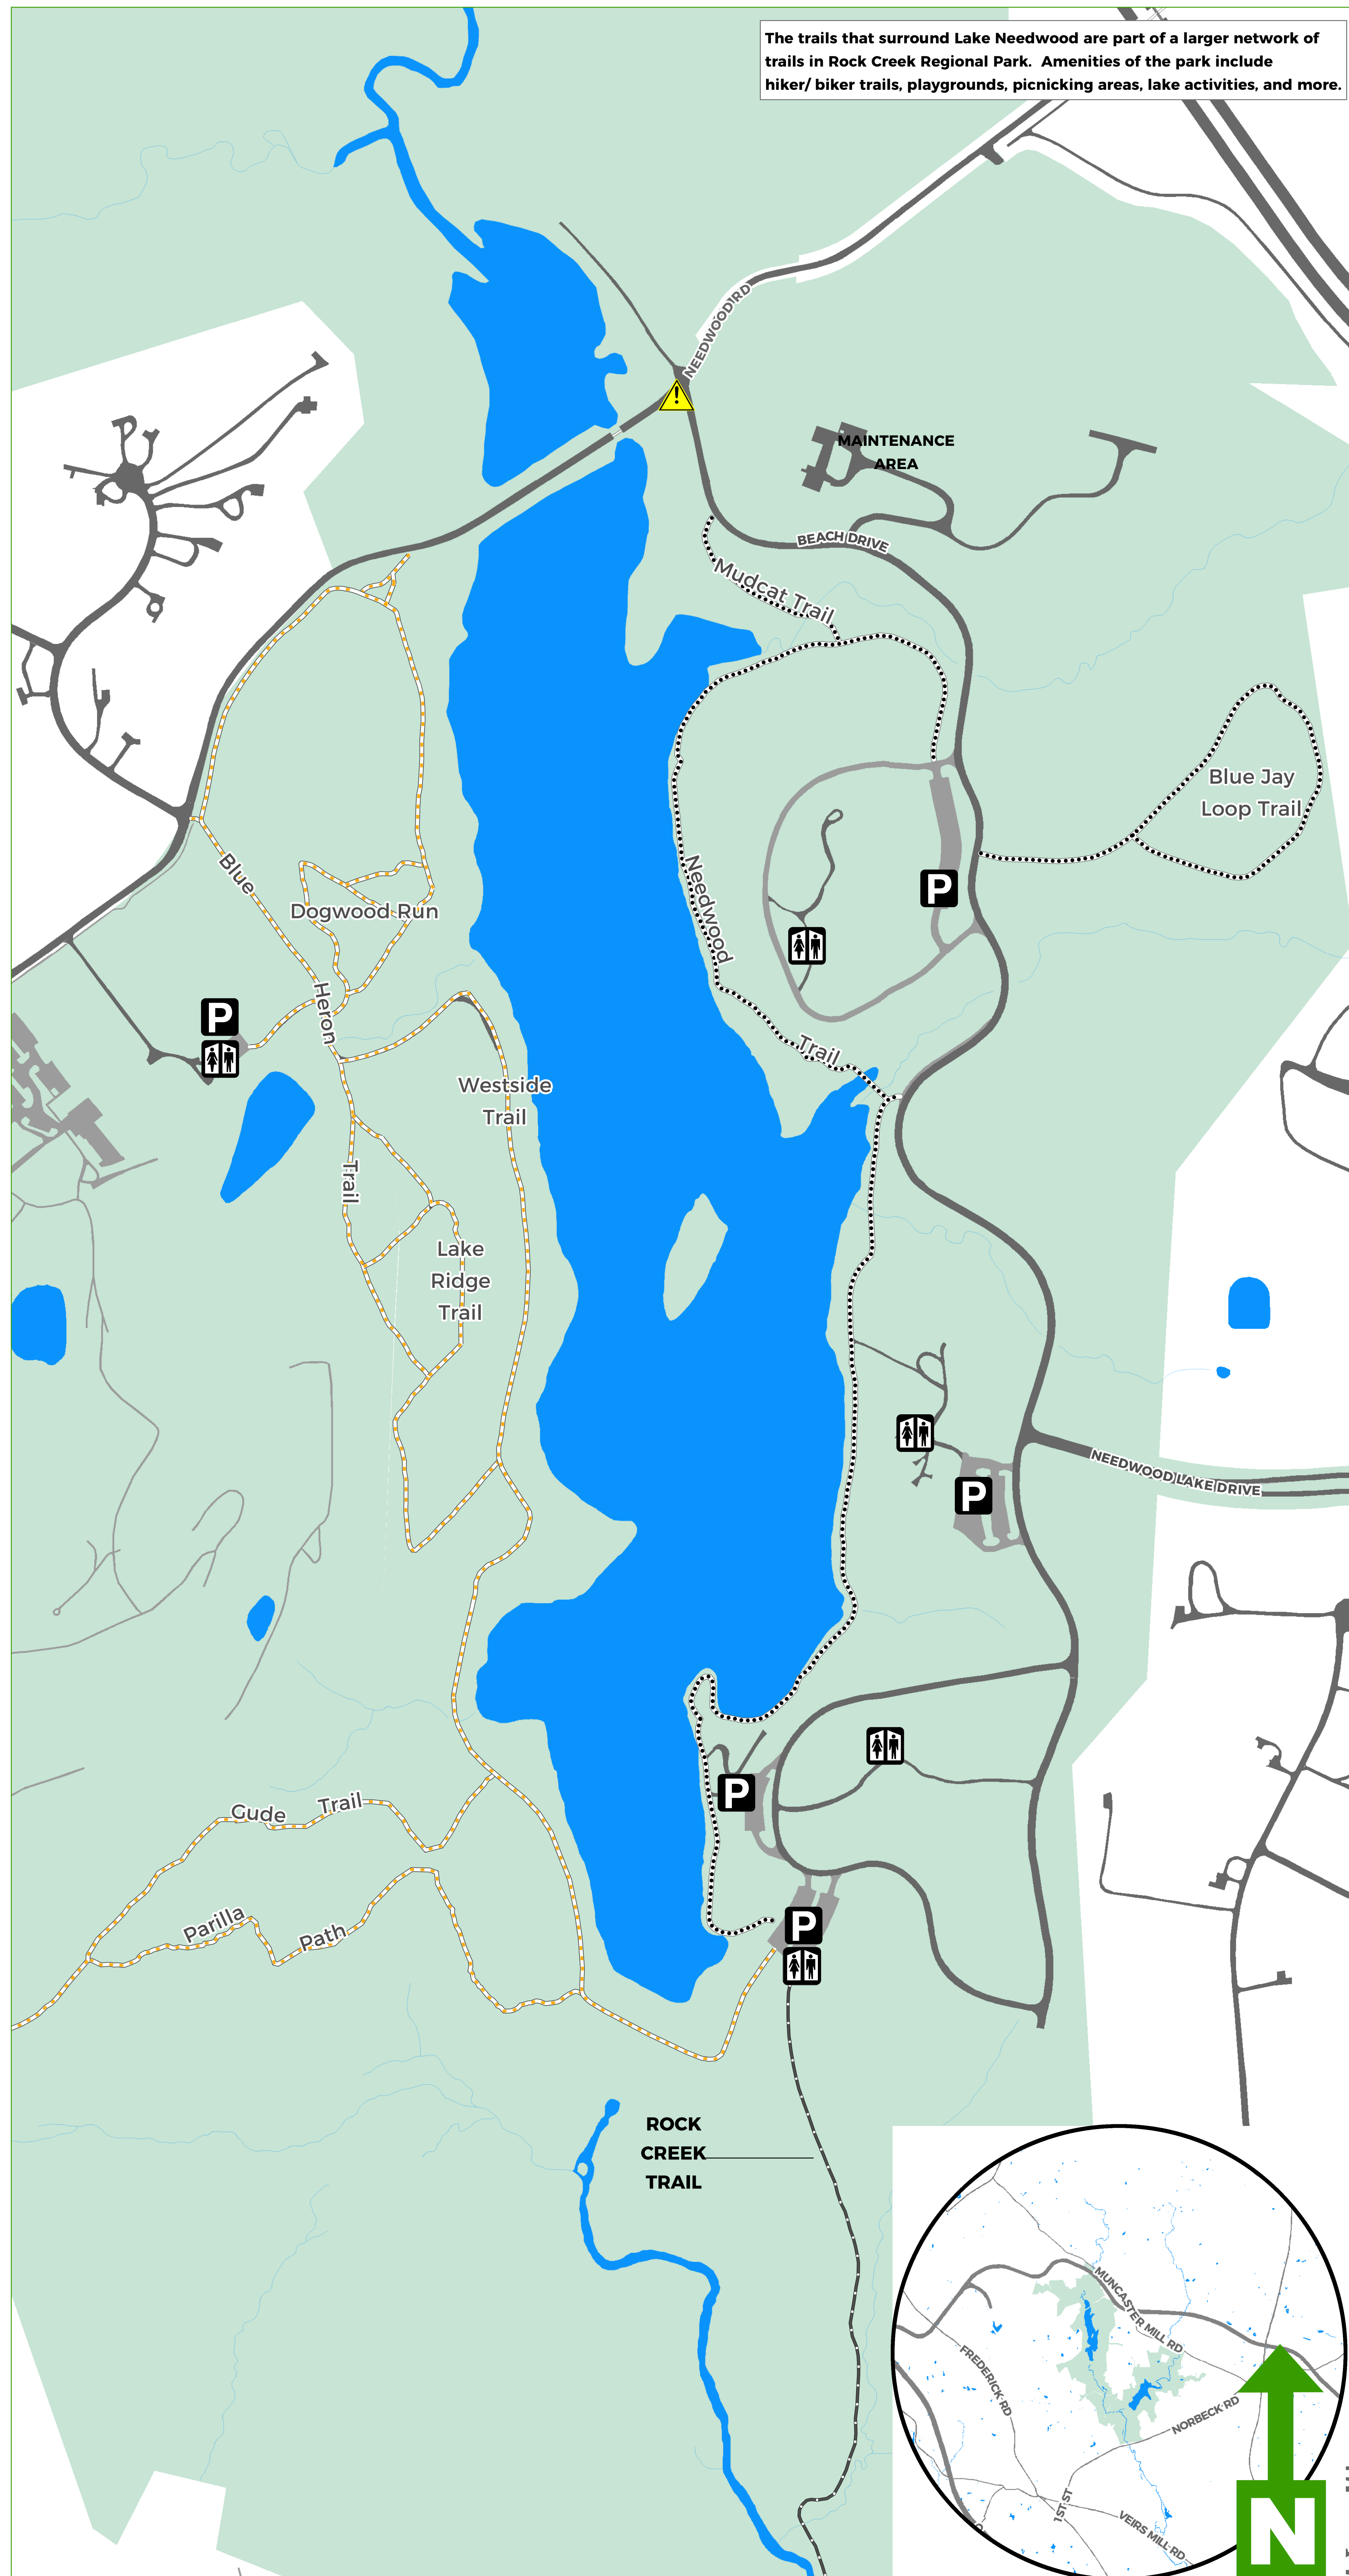 The trails that surround Lake Needwood are part of a larger network of
trails in Rock Creek Regional Park.  Amenities of the park include
hiker/ biker trails, playgrounds, picnicking areas, lake activities, and more.
NEEDWOOD RD
MAINTENANCE
AREA
BEACH DRIVE
Mudcat Trail
Blue Jay
Loop Trail
Blue
Heron
Trail
Dogwood Run
Needwood
Trail
P
P
Westside
Trail
Lake
Ridge
Trail
NEEDWOOD LAKE DRIVE
P
P
Gude Trail
Parilla Path
P
ROCK
CREEK
TRAIL
MUNCASTER MILL RD
FREDERICK RD
NORBECK RD
1ST ST
VEIRS MILL RD
N